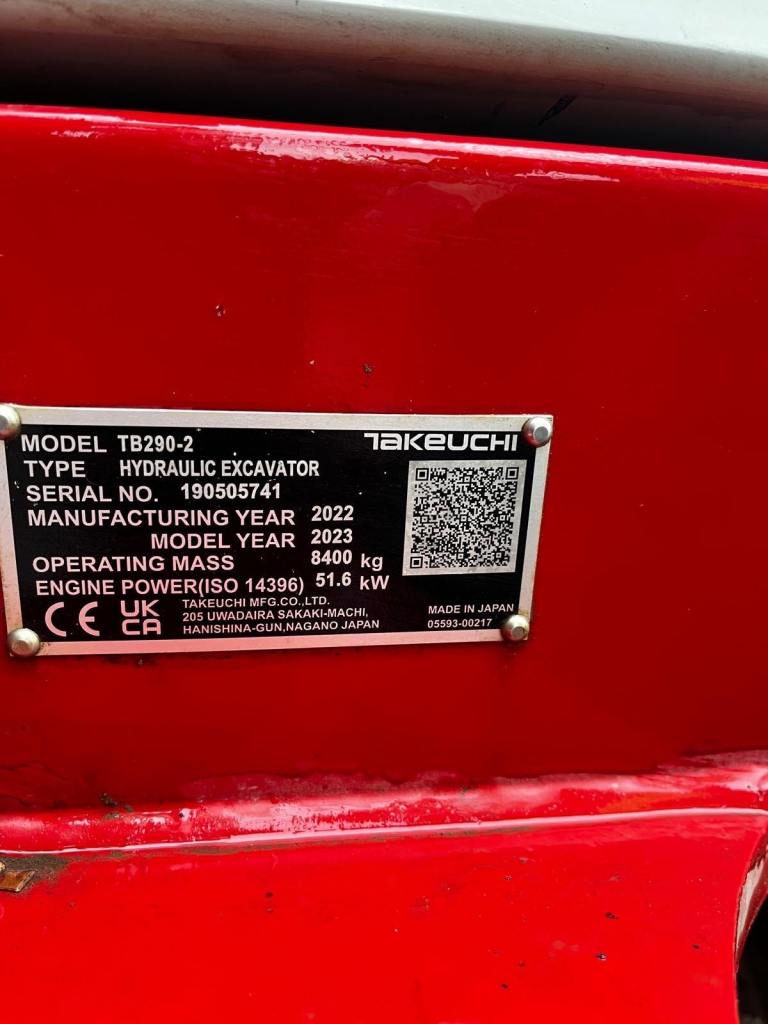 TAKEUCHI
MODEL TB290-2
TYPE HYDRAULIC EXCAVATOR
SERIAL NO. 190505741
MANUFACTURING YEAR 2022
MODEL YEAR 2023
OPERATING MASS 8400 kg
ENGINE POWER(ISO 14396) 51.6 kW
CE UK CA
TAKEUCHI MFG.CO.,LTD.
205 UWADAIRA SAKAKI-MACHI,
HANISHINA-GUN,NAGANO JAPAN
MADE IN JAPAN
05593-00217